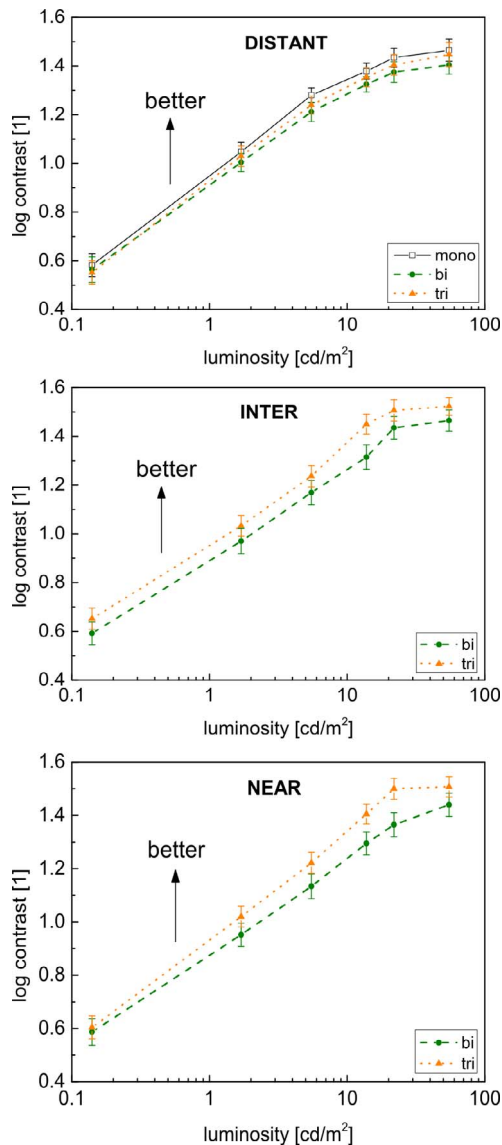 1.6
DISTANT
1.4
better
1.2
log contrast [1]
1.0
0.8
mono
0.6
bi
tri
0.4
0.1
1
10
100
luminosity [cd/m²]
1.6
INTER
1.4
better
1.2
log contrast [1]
1.0
0.8
0.6
bi
tri
0.4
0.1
1
10
100
luminosity [cd/m²]
1.6
NEAR
1.4
better
1.2
log contrast [1]
1.0
0.8
0.6
bi
tri
0.4
0.1
1
10
100
luminosity [cd/m²]